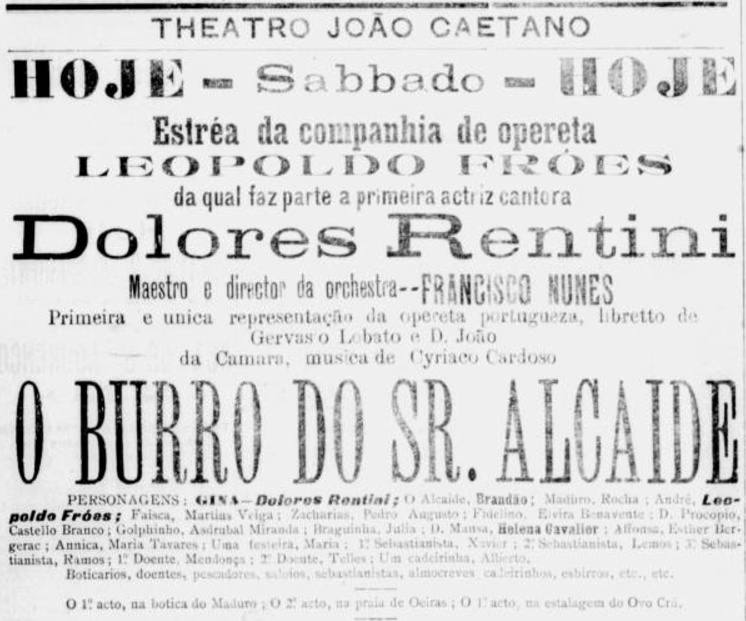 THEATRO JOÃO CAETANO
HOJE - Sabbado - HOJE
Estréa da companhia de opereta
LEOPOLDO FRÓES
da qual faz parte a primeira actriz cantora
Dolores Rentini
Maestro e director da orchestra--FRANCISCO NUNES
Primeira e unica representação da opereta portugueza, libretto de
Gervasio Lobato e D. João
da Camara, musica de Cyriaco Cardoso
O BURRO DO SR. ALCAIDE
PERSONAGENS: GINA—Dolores Rentini; O Alcaide, Brandão; Maduro, Rocha; André, Leo-
poldo Fróes; Faisca, Martins Veiga; Zacharias, Pedro Augusto; Fidelino, Elvira Benavente; D. Procopio,
Castello Branco; Golphinho, Asdrubal Miranda; Braguinha, Julia; D. Mansa, Helena Cavalier; Affonsa, Esther Ber-
gerac; Annica, Maria Tavares; Uma festeira, Maria; 1º Sebastianista, Xavier; 2º Sebastianista, Lemos; 3º Sebas-
tianista, Ramos; 1º Doente, Mendonça; 2º Doente, Telles; Um cadeirinha, Alberto.
Boticarios, doentes, pescadores, saloios, sebastianistas, almocreves cadeirinhos, esbirros, etc., etc.
O 1º acto, na botica do Maduro; O 2º acto, na praia de Oeiras; O 1º acto, na estalagem do Ovo Crú.